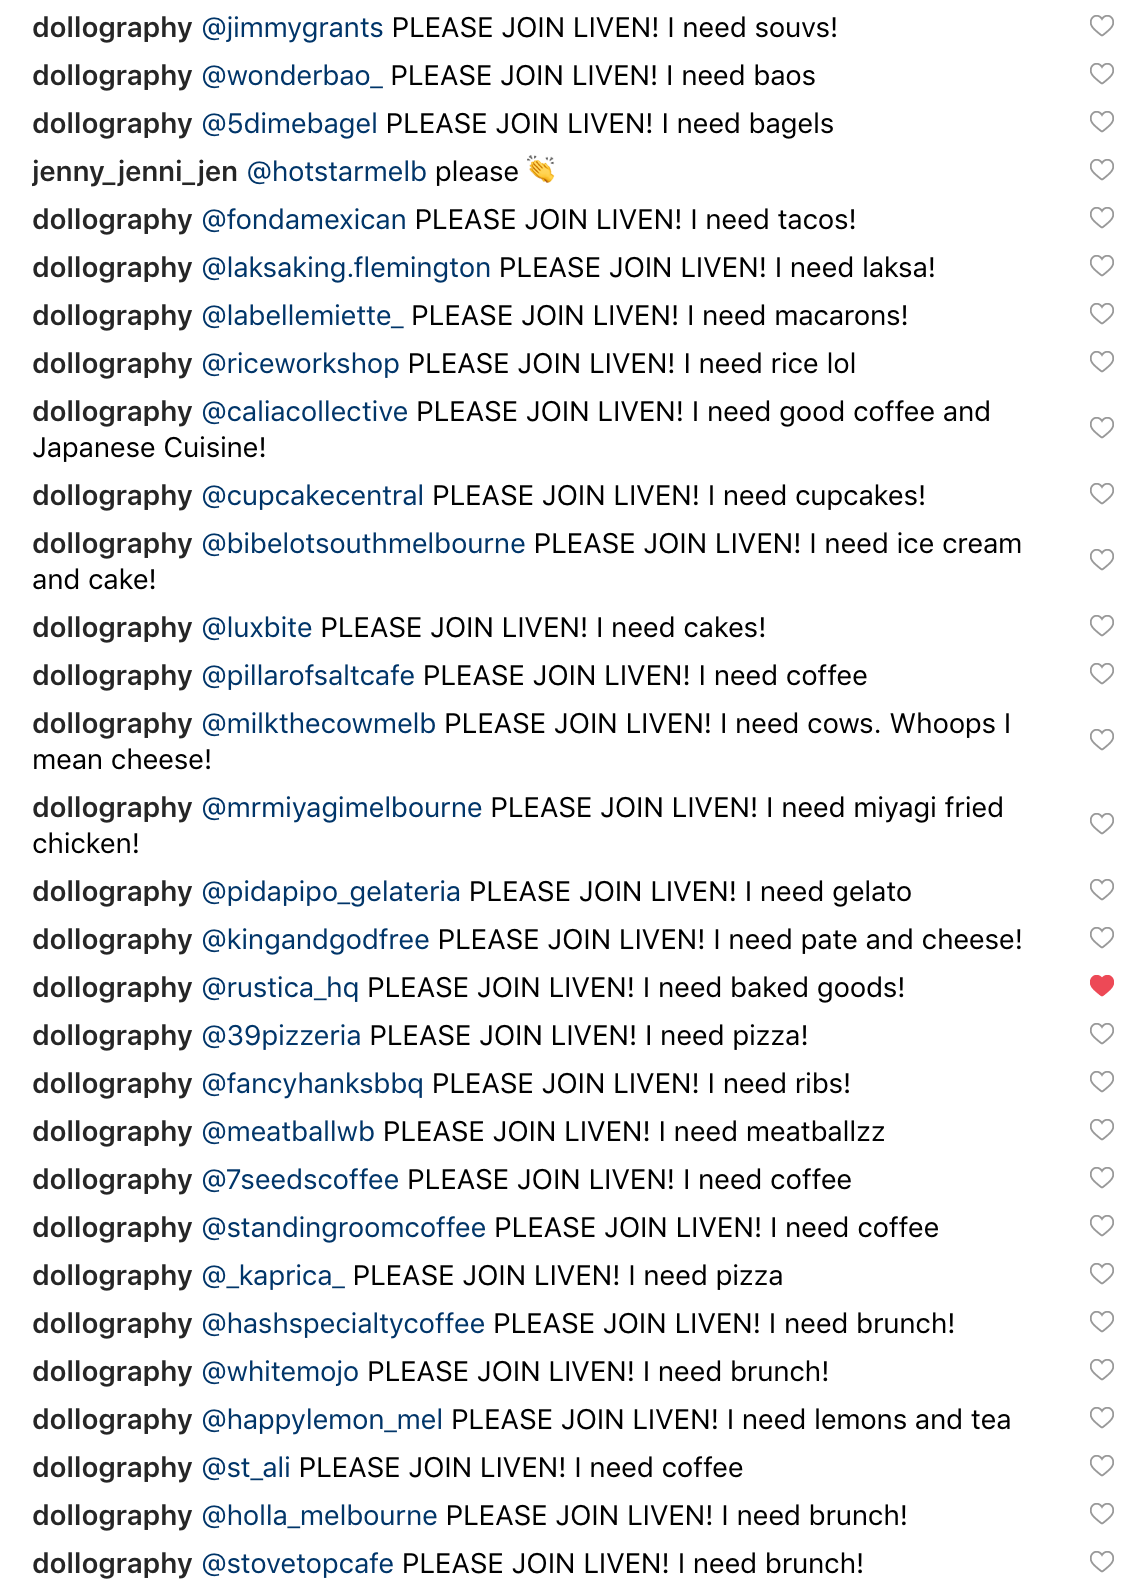 dollography @jimmygrants PLEASE JOIN LIVEN! I need souvs!
dollography @wonderbao_ PLEASE JOIN LIVEN! I need baos
dollography @5dimebagel PLEASE JOIN LIVEN! I need bagels
jenny_jenni_jen @hotstarmelb please 👏
dollography @fondamexican PLEASE JOIN LIVEN! I need tacos!
dollography @laksaking.flemington PLEASE JOIN LIVEN! I need laksa!
dollography @labellemiette_ PLEASE JOIN LIVEN! I need macarons!
dollography @riceworkshop PLEASE JOIN LIVEN! I need rice lol
dollography @caliacollective PLEASE JOIN LIVEN! I need good coffee and
Japanese Cuisine!
dollography @cupcakecentral PLEASE JOIN LIVEN! I need cupcakes!
dollography @bibelotsouthmelbourne PLEASE JOIN LIVEN! I need ice cream
and cake!
dollography @luxbite PLEASE JOIN LIVEN! I need cakes!
dollography @pillarofsaltcafe PLEASE JOIN LIVEN! I need coffee
dollography @milkthecowmelb PLEASE JOIN LIVEN! I need cows. Whoops I
mean cheese!
dollography @mrmiyagimelbourne PLEASE JOIN LIVEN! I need miyagi fried
chicken!
dollography @pidapipo_gelateria PLEASE JOIN LIVEN! I need gelato
dollography @kingandgodfree PLEASE JOIN LIVEN! I need pate and cheese!
dollography @rustica_hq PLEASE JOIN LIVEN! I need baked goods!
dollography @39pizzeria PLEASE JOIN LIVEN! I need pizza!
dollography @fancyhanksbbq PLEASE JOIN LIVEN! I need ribs!
dollography @meatballwb PLEASE JOIN LIVEN! I need meatballzz
dollography @7seedscoffee PLEASE JOIN LIVEN! I need coffee
dollography @standingroomcoffee PLEASE JOIN LIVEN! I need coffee
dollography @_kaprica_ PLEASE JOIN LIVEN! I need pizza
dollography @hashspecialtycoffee PLEASE JOIN LIVEN! I need brunch!
dollography @whitemojo PLEASE JOIN LIVEN! I need brunch!
dollography @happylemon_mel PLEASE JOIN LIVEN! I need lemons and tea
dollography @st_ali PLEASE JOIN LIVEN! I need coffee
dollography @holla_melbourne PLEASE JOIN LIVEN! I need brunch!
dollography @stovetopcafe PLEASE JOIN LIVEN! I need brunch!